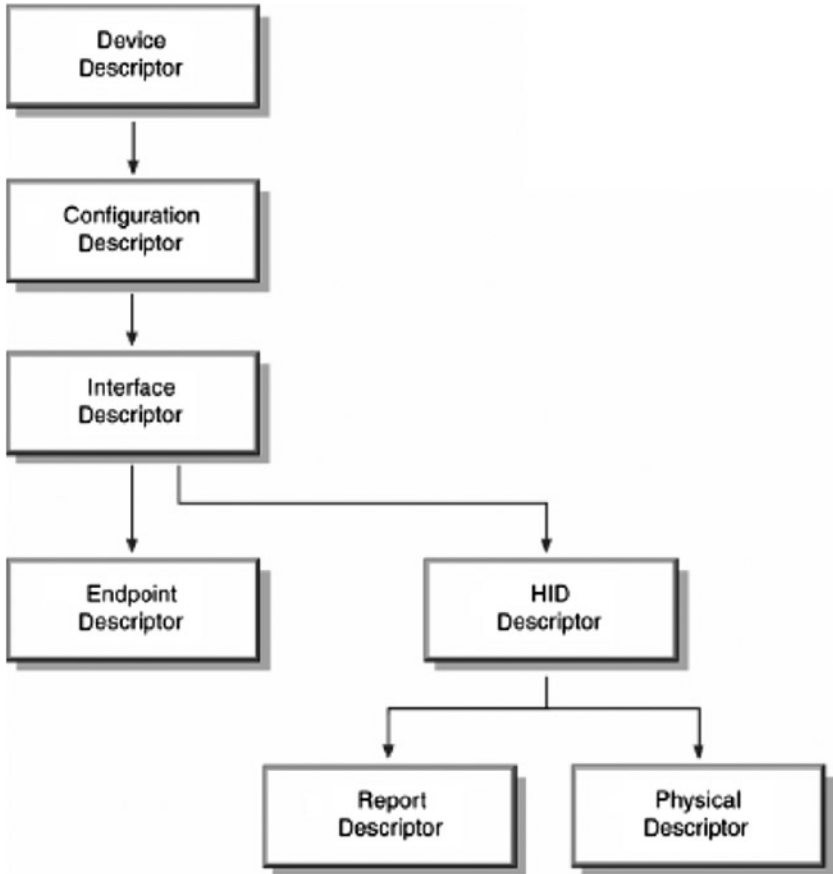 Device
Descriptor
Configuration
Descriptor
Interface
Descriptor
Endpoint
Descriptor
HID
Descriptor
Report
Descriptor
Physical
Descriptor